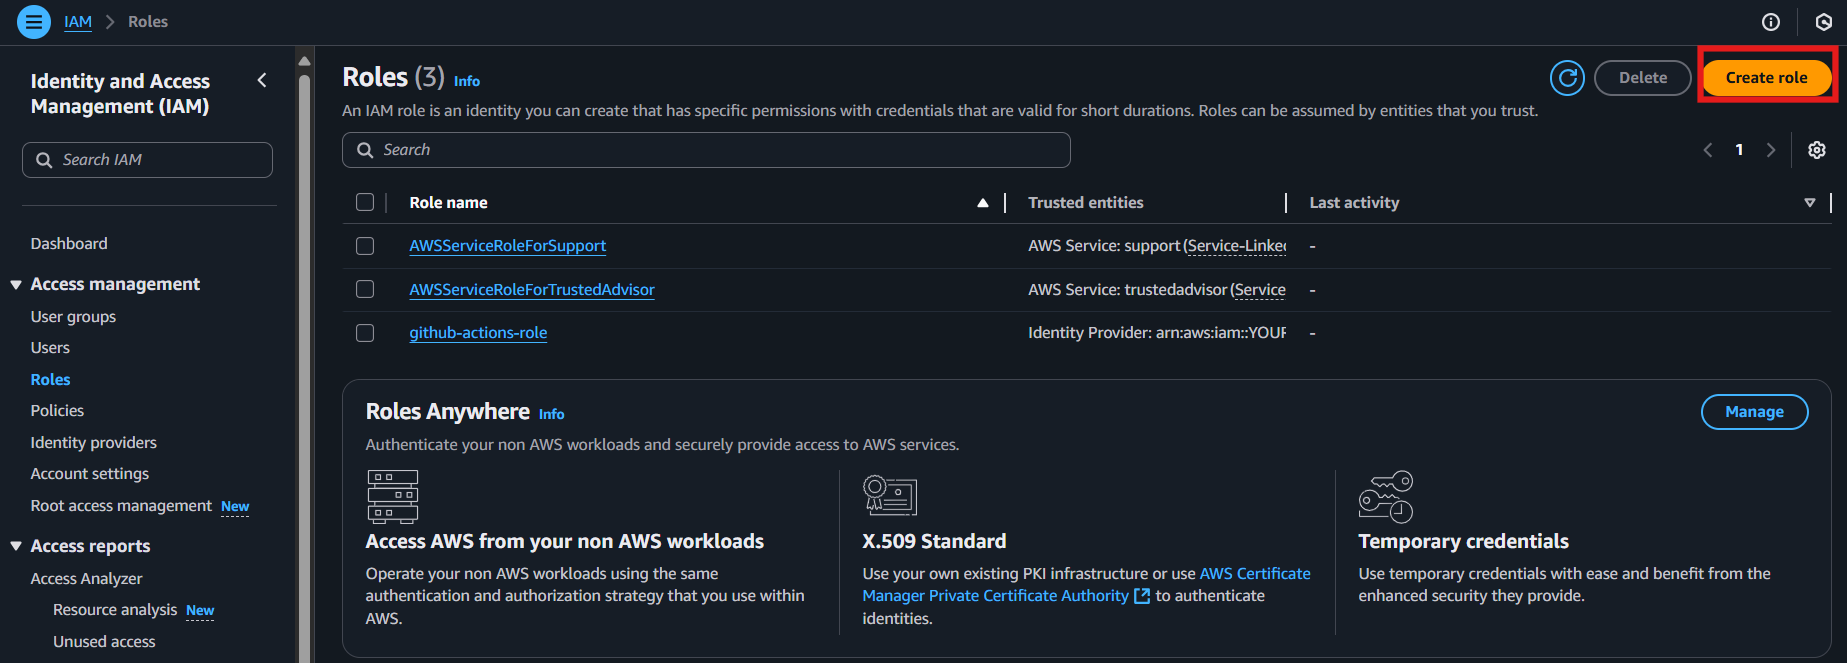 IAM > Roles
Identity and Access
Management (IAM)
Search IAM
Dashboard
Access management
User groups
Users
Roles
Policies
Identity providers
Account settings
Root access management New
Access reports
Access Analyzer
Resource analysis New
Unused access
Roles (3) Info
Delete
Create role
An IAM role is an identity you can create that has specific permissions with credentials that are valid for short durations. Roles can be assumed by entities that you trust.
Search
1
Role name
Trusted entities
Last activity
AWSServiceRoleForSupport
AWS Service: support (Service-Linked
-
AWSServiceRoleForTrustedAdvisor
AWS Service: trustedadvisor (Service
-
github-actions-role
Identity Provider: arn:aws:iam::YOUR
-
Roles Anywhere Info
Manage
Authenticate your non AWS workloads and securely provide access to AWS services.
Access AWS from your non AWS workloads
Operate your non AWS workloads using the same
authentication and authorization strategy that you use within
AWS.
X.509 Standard
Use your own existing PKI infrastructure or use AWS Certificate
Manager Private Certificate Authority to authenticate
identities.
Temporary credentials
Use temporary credentials with ease and benefit from the
enhanced security they provide.